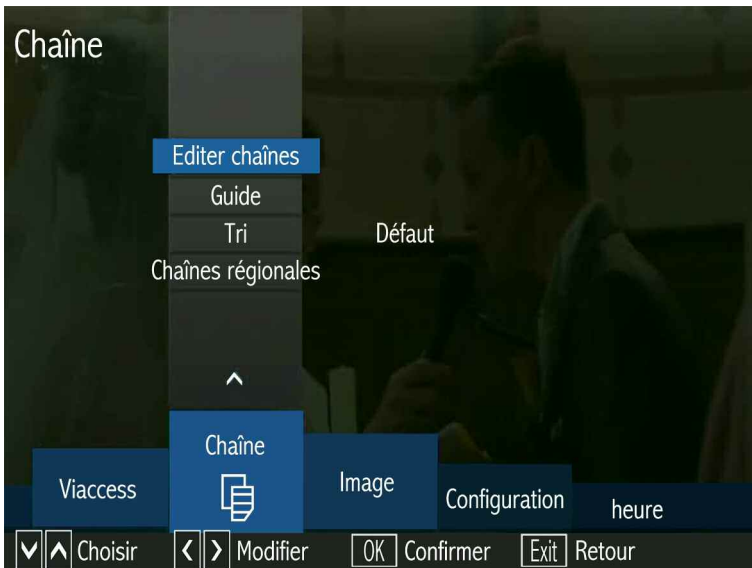 Chaîne
Editer chaînes
Guide
Tri Défaut
Chaînes régionales
Chaîne
Viaccess
Image
Configuration
heure
Choisir Modifier OK Confirmer Exit Retour